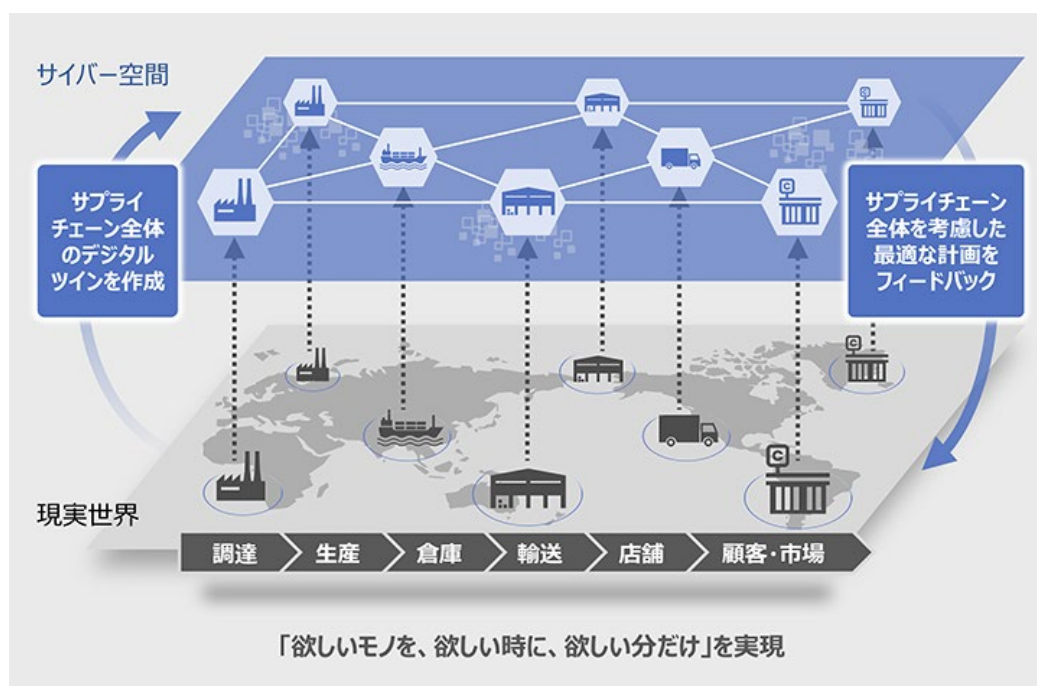 サイバー空間
サプライ
チェーン全体
のデジタル
ツインを作成
サプライチェーン
全体を考慮した
最適な計画を
フィードバック
C
C
C
C
現実世界
調達
生産
倉庫
輸送
店舗
顧客・市場
「欲しいモノを、欲しい時に、欲しい分だけ」を実現